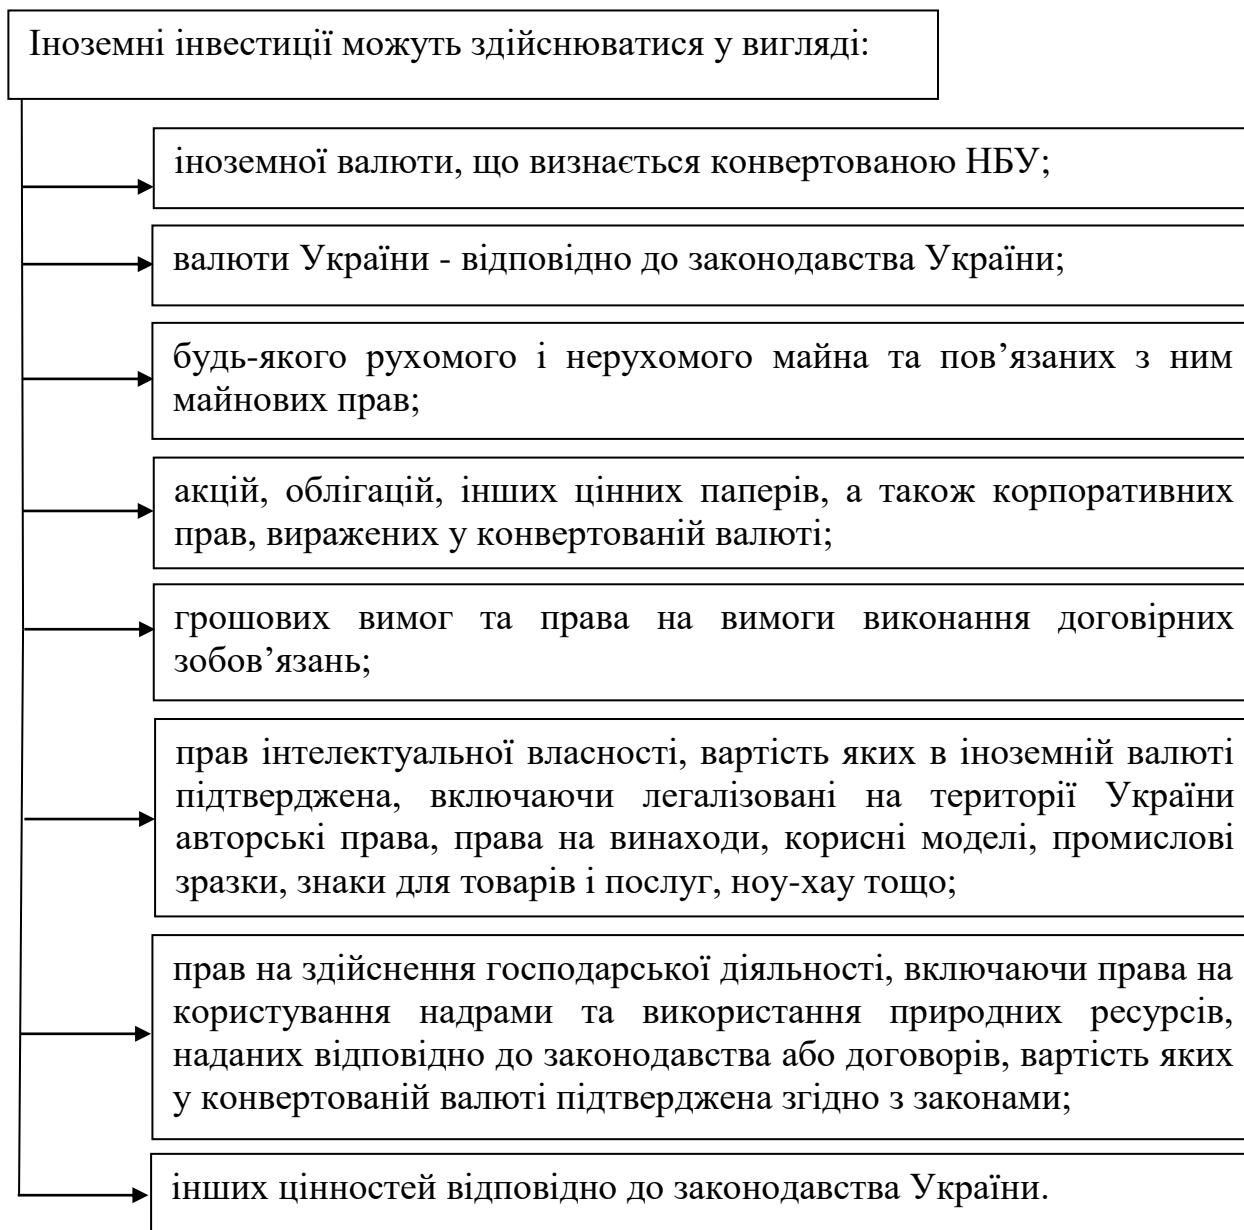 Іноземні інвестиції можуть здійснюватися у вигляді:
іноземної валюти, що визнається конвертованою НБУ;
валюти України - відповідно до законодавства України;
будь-якого рухомого і нерухомого майна та пов’язаних з ним
майнових прав;
акцій, облігацій, інших цінних паперів, а також корпоративних
прав, виражених у конвертованій валюті;
грошових вимог та права на вимоги виконання договірних
зобов’язань;
прав інтелектуальної власності, вартість яких в іноземній валюті
підтверджена, включаючи легалізовані на території України
авторські права, права на винаходи, корисні моделі, промислові
зразки, знаки для товарів і послуг, ноу-хау тощо;
прав на здійснення господарської діяльності, включаючи права на
користування надрами та використання природних ресурсів,
наданих відповідно до законодавства або договорів, вартість яких
у конвертованій валюті підтверджена згідно з законами;
інших цінностей відповідно до законодавства України.